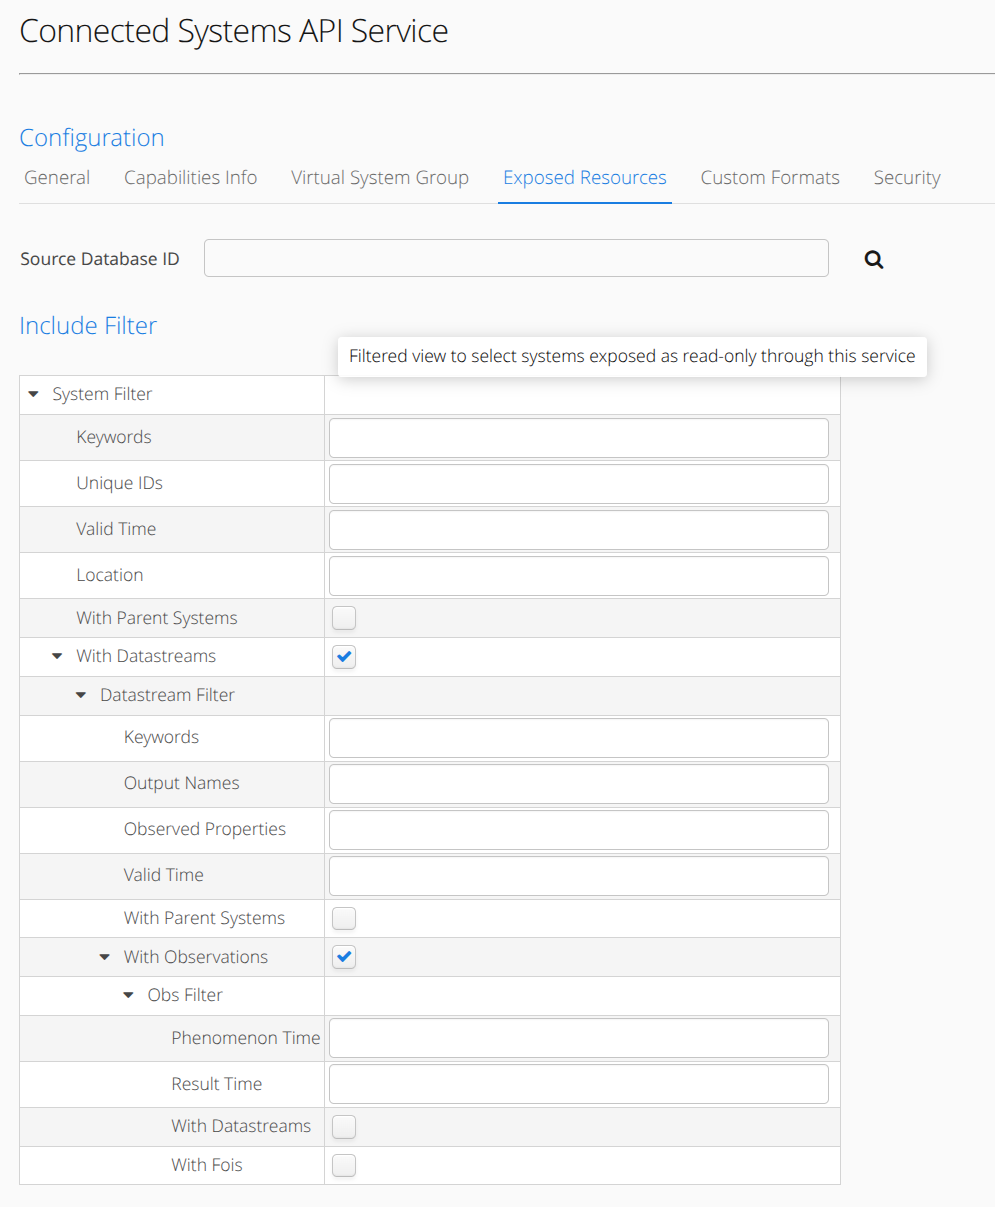 Connected Systems API Service
Configuration
General Capabilities Info Virtual System Group Exposed Resources Custom Formats Security
Source Database ID
Include Filter
Filtered view to select systems exposed as read-only through this service
System Filter
Keywords
Unique IDs
Valid Time
Location
With Parent Systems
With Datastreams
Datastream Filter
Keywords
Output Names
Observed Properties
Valid Time
With Parent Systems
With Observations
Obs Filter
Phenomenon Time
Result Time
With Datastreams
With Fois